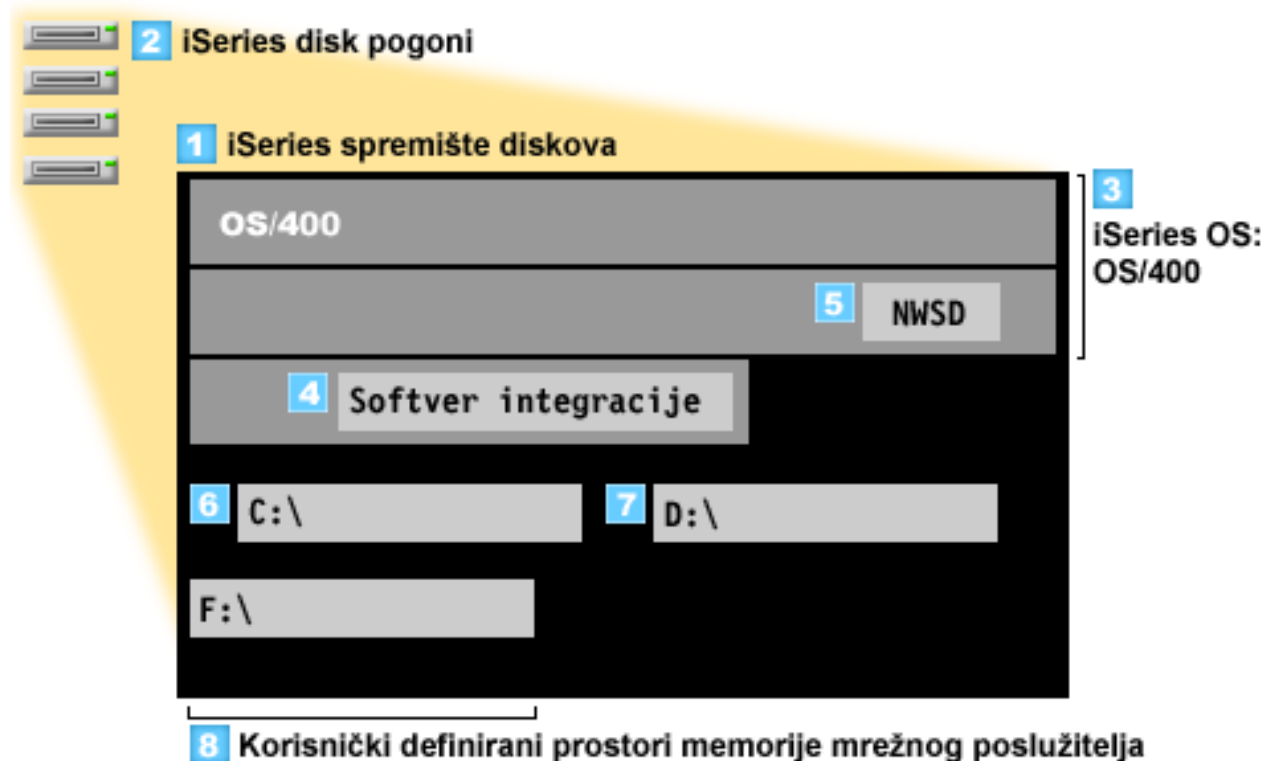 2 iSeries disk pogoni
1 iSeries spremište diskova
OS/400
3
iSeries OS:
OS/400
5 NWSD
4 Softver integracije
6 C:\
7 D:\
F:\
8 Korisnički definirani prostori memorije mrežnog poslužitelja